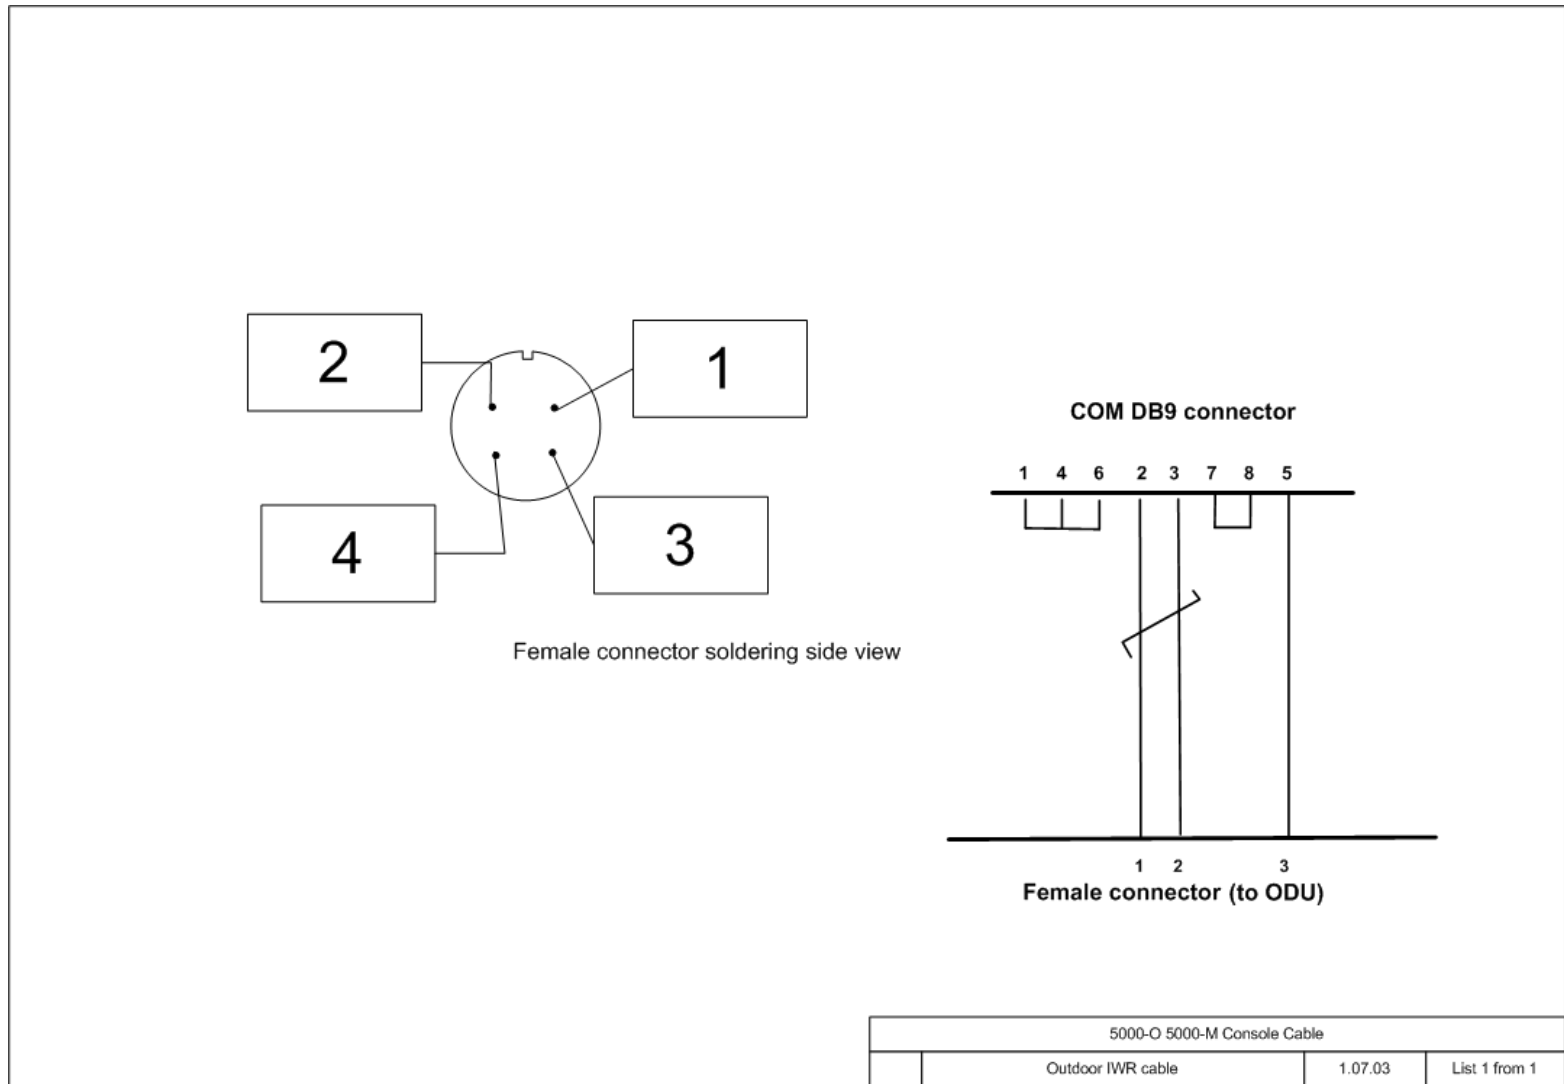 2
1
4
3
Female connector soldering side view
COM DB9 connector
1 4 6 2 3 7 8 5
1 2 3
Female connector (to ODU)
5000-O 5000-M Console Cable
Outdoor IWR cable 1.07.03 List 1 from 1